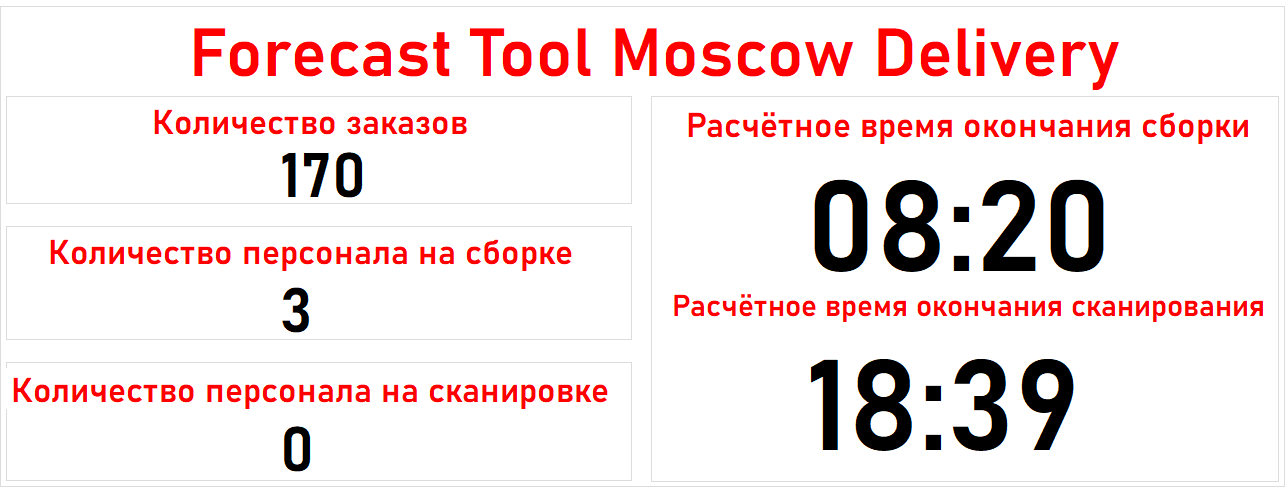 Forecast Tool Moscow Delivery
Количество заказов
170
Количество персонала на сборке
3
Количество персонала на сканировке
0
Расчётное время окончания сборки
08:20
Расчётное время окончания сканирования
18:39